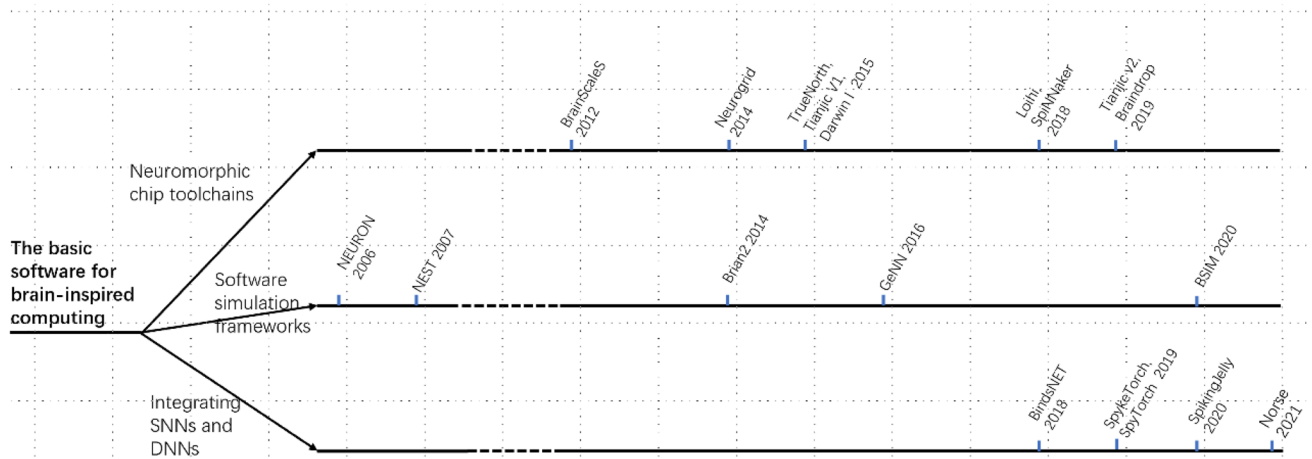 BrainScaleS
2012
Neurogrid
2014
TrueNorth,
Tianjic V1,
Darwin I 2015
Loihi,
SpiNNaker
2018
Tianjic v2,
Braindrop
2019
Neuromorphic
chip toolchains
The basic
software for
brain-inspired
computing
NEURON
2006
NEST 2007
Brian2 2014
GeNN 2016
BSIM 2020
Software
simulation
frameworks
BindsNET
2018
SpykeTorch,
SpyTorch 2019
SpikingJelly
2020
Norse
2021
Integrating
SNNs and
DNNs